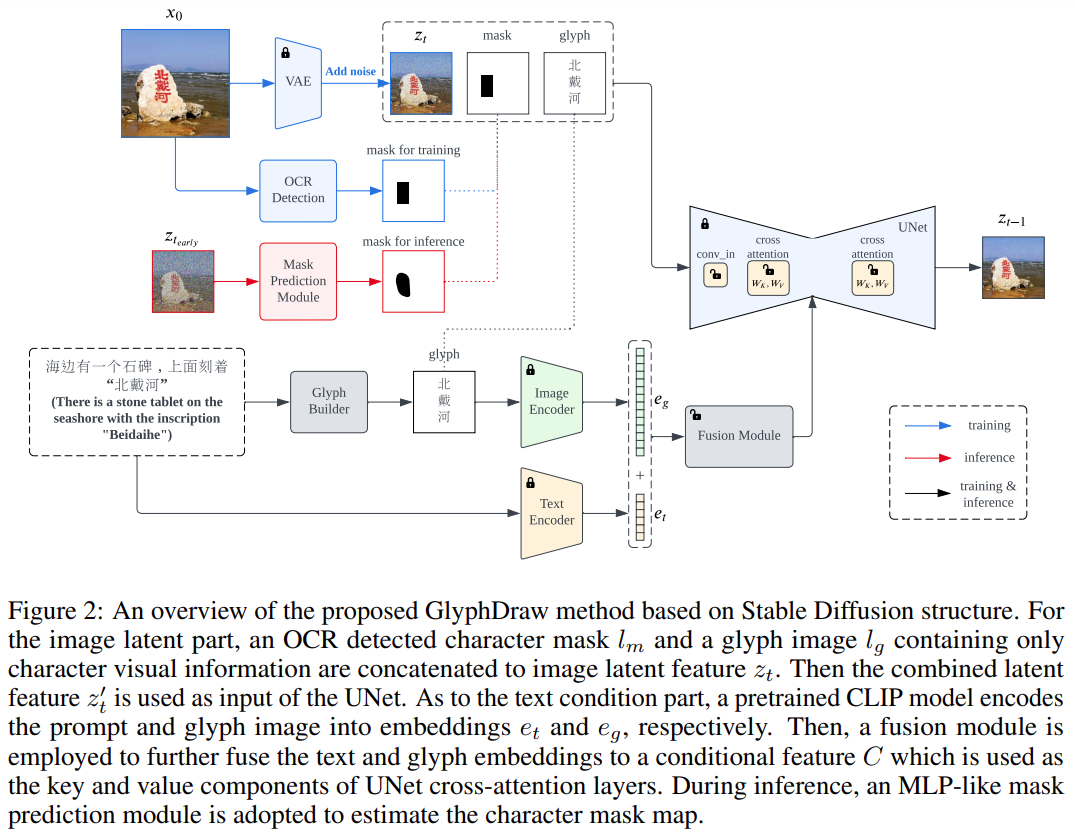 x₀
VAE
Add noise
zₜ
mask
glyph
北
戴
河
mask for training
OCR
Detection
z_{t_{early}}
Mask
Prediction
Module
mask for inference
UNet
conv_in
cross
attention
W_K, W_V
cross
attention
W_K, W_V
z_{t−1}
海边有一个石碑，上面刻着
“北戴河”
(There is a stone tablet on the
seashore with the inscription
"Beidaihe")
Glyph
Builder
glyph
北
戴
河
Image
Encoder
e_g
+
Text
Encoder
e_t
Fusion Module
training
inference
training &
inference
Figure 2: An overview of the proposed GlyphDraw method based on Stable Diffusion structure. For
the image latent part, an OCR detected character mask l_m and a glyph image l_g containing only
character visual information are concatenated to image latent feature z_t. Then the combined latent
feature z′_t is used as input of the UNet. As to the text condition part, a pretrained CLIP model encodes
the prompt and glyph image into embeddings e_t and e_g, respectively. Then, a fusion module is
employed to further fuse the text and glyph embeddings to a conditional feature C which is used as
the key and value components of UNet cross-attention layers. During inference, an MLP-like mask
prediction module is adopted to estimate the character mask map.